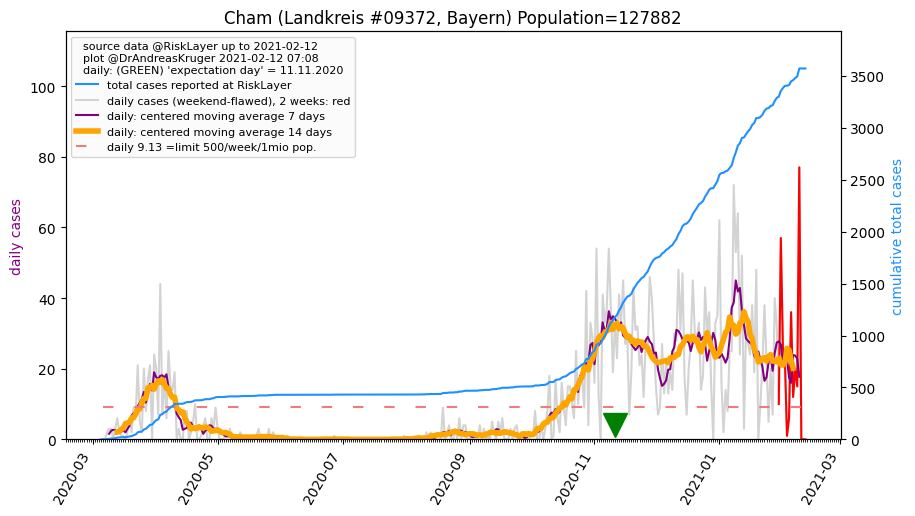 Cham (Landkreis #09372, Bayern) Population=127882
source data @RiskLayer up to 2021-02-12
plot @DrAndreasKruger 2021-02-12 07:08
daily: (GREEN) 'expectation day' = 11.11.2020
total cases reported at RiskLayer
daily cases (weekend-flawed), 2 weeks: red
daily: centered moving average 7 days
daily: centered moving average 14 days
daily 9.13 =limit 500/week/1mio pop.
daily cases
100
80
60
40
20
0
cumulative total cases
3500
3000
2500
2000
1500
1000
500
0
2020-03
2020-05
2020-07
2020-09
2020-11
2021-01
2021-03